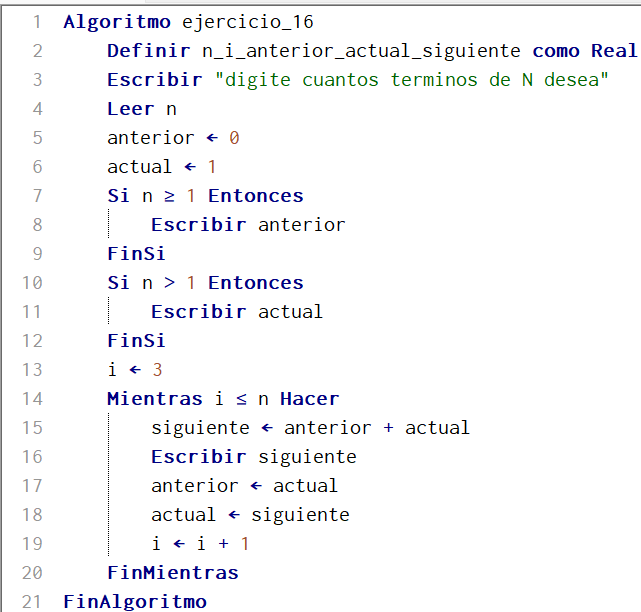 1 Algoritmo ejercicio_16
2 Definir n_i_anterior_actual_siguiente como Real
3 Escribir "digite cuantos terminos de N desea"
4 Leer n
5 anterior ← 0
6 actual ← 1
7 Si n ≥ 1 Entonces
8 Escribir anterior
9 FinSi
10 Si n > 1 Entonces
11 Escribir actual
12 FinSi
13 i ← 3
14 Mientras i ≤ n Hacer
15 siguiente ← anterior + actual
16 Escribir siguiente
17 anterior ← actual
18 actual ← siguiente
19 i ← i + 1
20 FinMientras
21 FinAlgoritmo